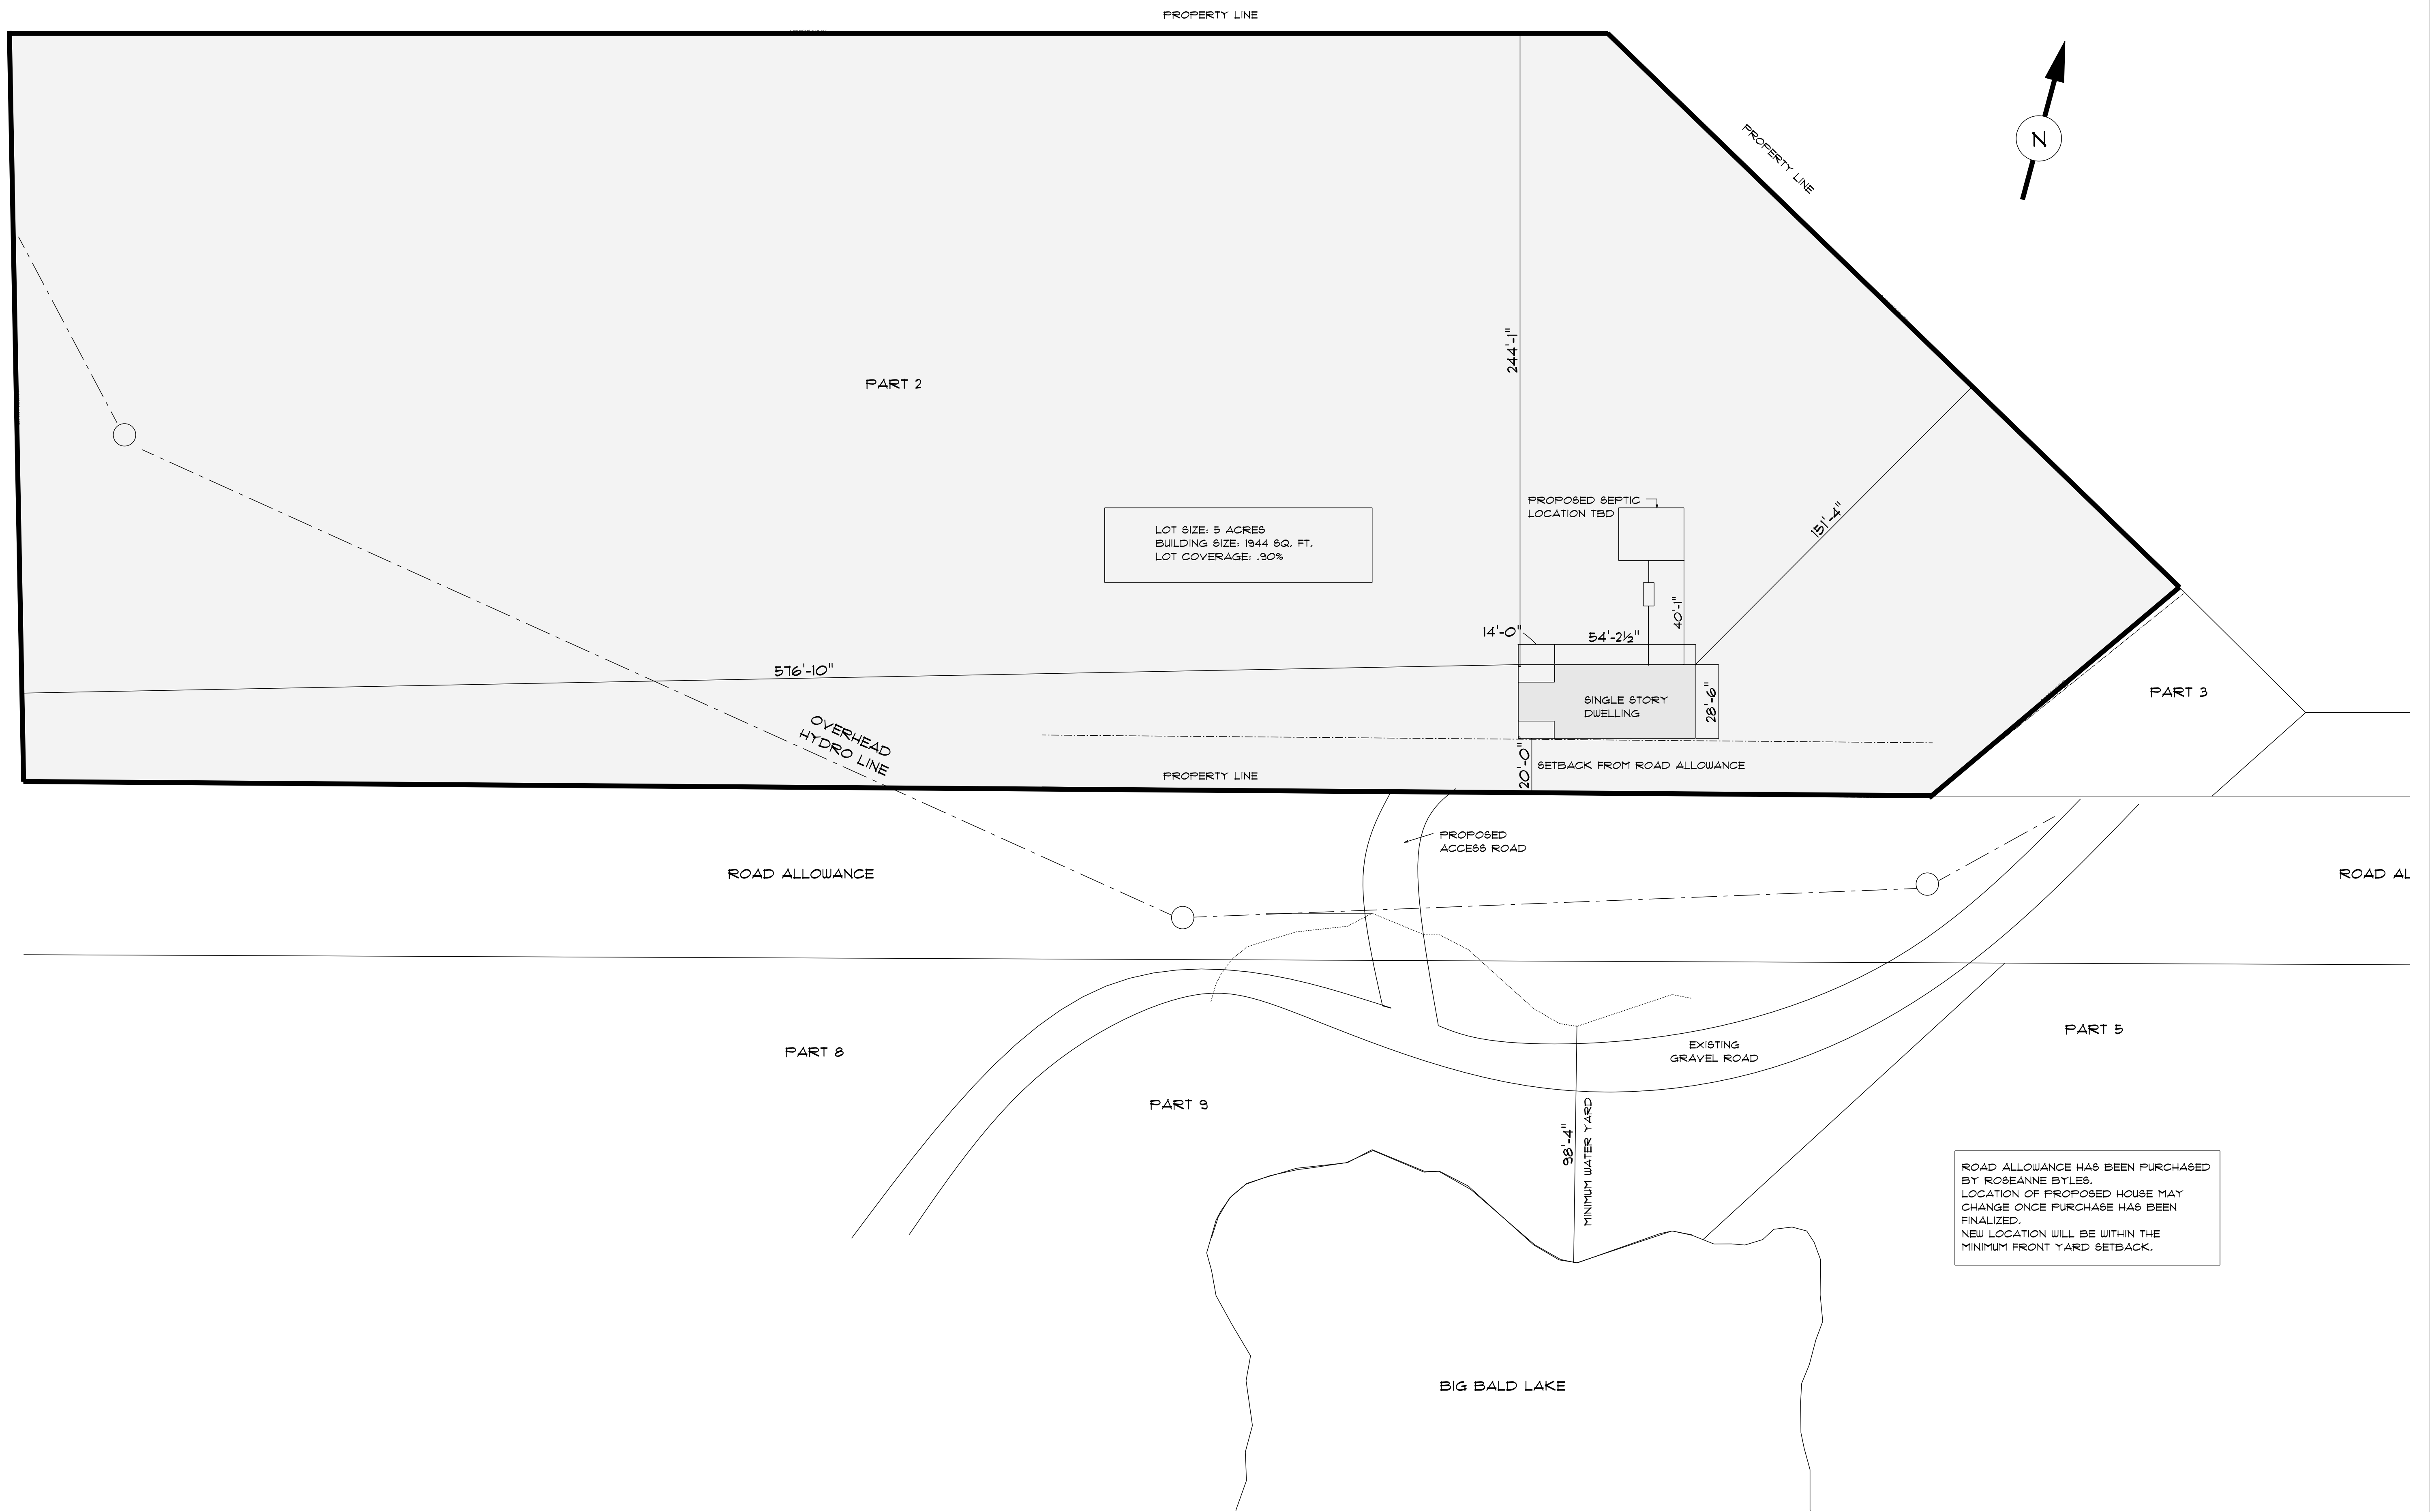 PROPERTY LINE
N
PROPERTY LINE
244'-1"
PART 2
PROPOSED SEPTIC
LOCATION TBD
LOT SIZE: 5 ACRES
BUILDING SIZE: 1944 SQ. FT.
LOT COVERAGE: .90%
151'-4"
40'-1"
14'-0"
54'-2½"
576'-10"
SINGLE STORY
DWELLING
28'-6"
PART 3
OVERHEAD
HYDRO LINE
20'-0"
SETBACK FROM ROAD ALLOWANCE
PROPERTY LINE
PROPOSED
ACCESS ROAD
ROAD ALLOWANCE
ROAD AL
PART 8
PART 5
EXISTING
GRAVEL ROAD
PART 9
98'-4"
MINIMUM WATER YARD
ROAD ALLOWANCE HAS BEEN PURCHASED
BY ROSEANNE BYLES.
LOCATION OF PROPOSED HOUSE MAY
CHANGE ONCE PURCHASE HAS BEEN
FINALIZED.
NEW LOCATION WILL BE WITHIN THE
MINIMUM FRONT YARD SETBACK.
BIG BALD LAKE